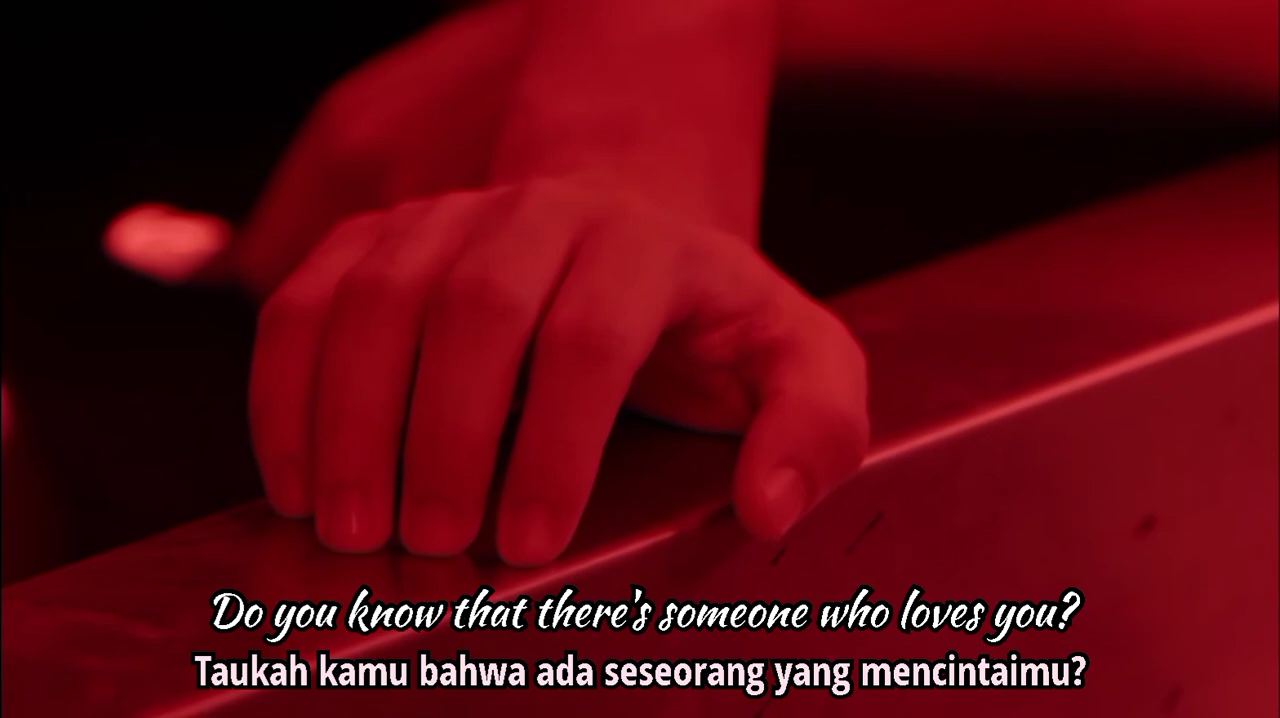 Do you know that there's someone who loves you?
Taukah kamu bahwa ada seseorang yang mencintaimu?